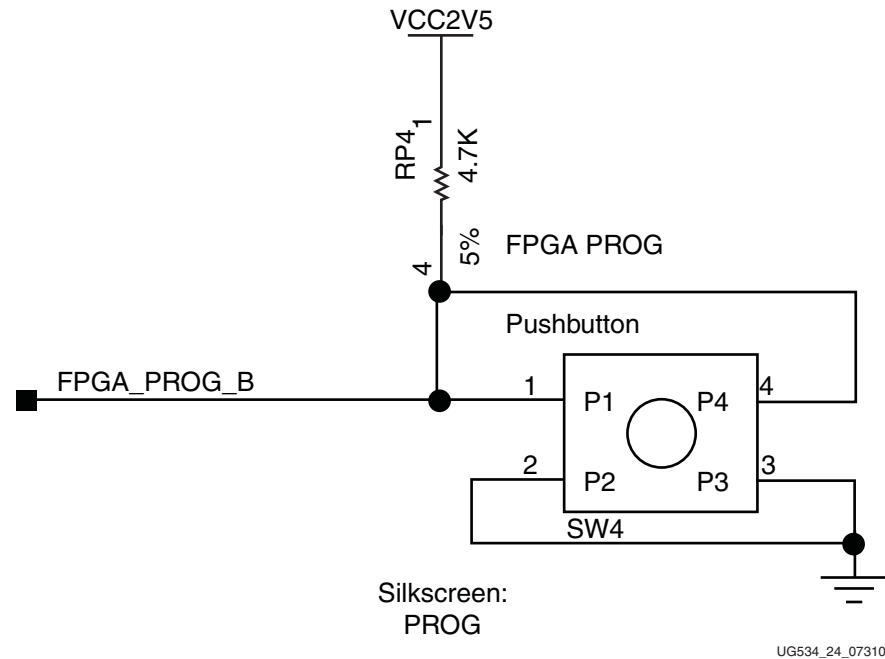 VCC2V5
1
RP4
4.7K
4
5%
FPGA PROG
Pushbutton
FPGA_PROG_B
1
P1
P4
4
2
P2
P3
3
SW4
Silkscreen:
PROG
UG534_24_07310